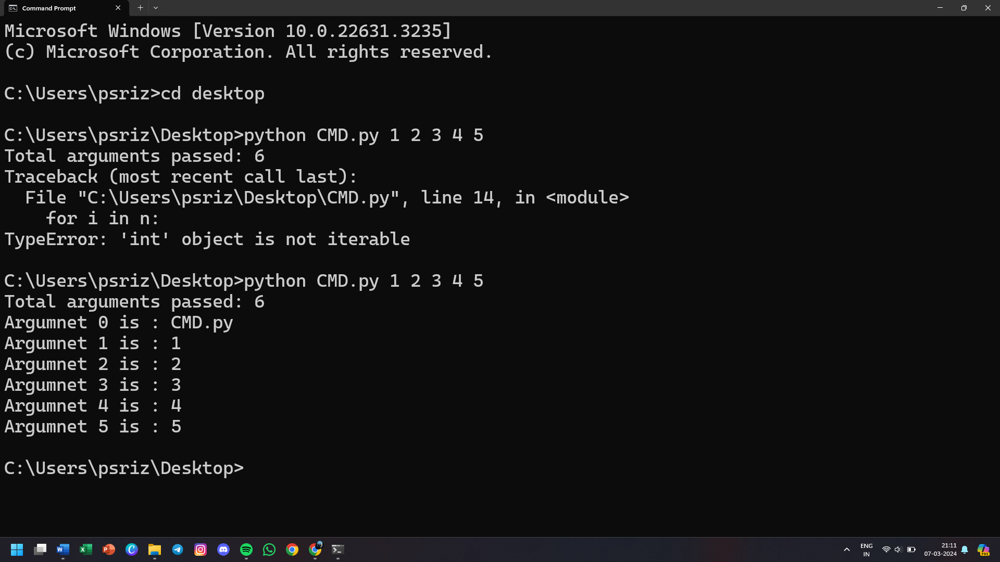 Command Prompt
Microsoft Windows [Version 10.0.22631.3235]
(c) Microsoft Corporation. All rights reserved.
C:\Users\psriz>cd desktop
C:\Users\psriz\Desktop>python CMD.py 1 2 3 4 5
Total arguments passed: 6
Traceback (most recent call last):
  File "C:\Users\psriz\Desktop\CMD.py", line 14, in <module>
    for i in n:
TypeError: 'int' object is not iterable
C:\Users\psriz\Desktop>python CMD.py 1 2 3 4 5
Total arguments passed: 6
Argumnet 0 is : CMD.py
Argumnet 1 is : 1
Argumnet 2 is : 2
Argumnet 3 is : 3
Argumnet 4 is : 4
Argumnet 5 is : 5
C:\Users\psriz\Desktop>
ENG
IN
21:11
07-03-2024
PRE